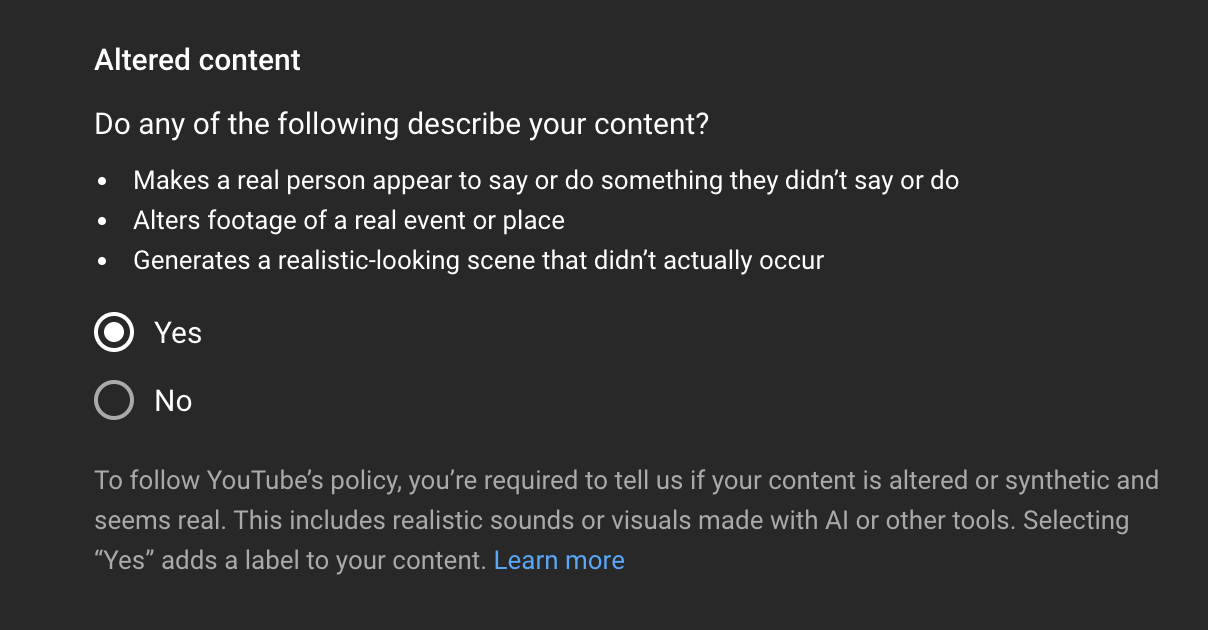 Altered content
Do any of the following describe your content?
• Makes a real person appear to say or do something they didn’t say or do
• Alters footage of a real event or place
• Generates a realistic-looking scene that didn’t actually occur
Yes
No
To follow YouTube’s policy, you’re required to tell us if your content is altered or synthetic and
seems real. This includes realistic sounds or visuals made with AI or other tools. Selecting
“Yes” adds a label to your content. Learn more